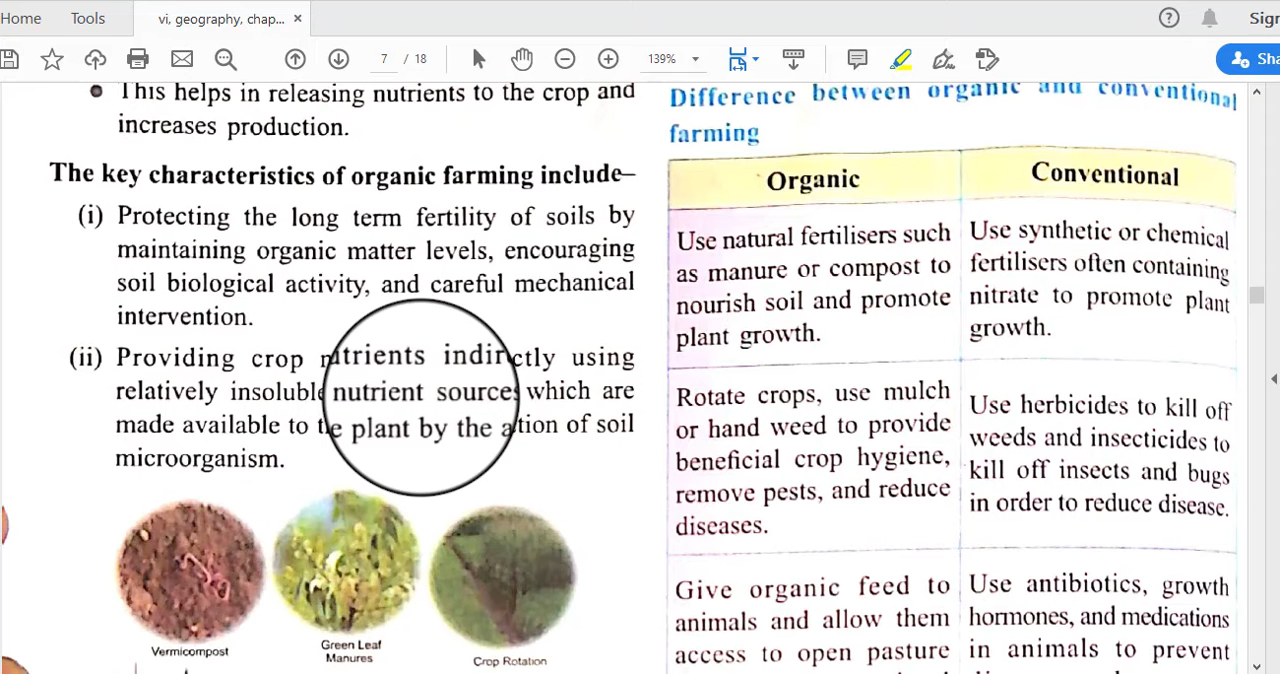 Home
Tools
vi, geography, chap... ×
Sign
7 / 18
139%
Sha
This helps in releasing nutrients to the crop and
increases production.
The key characteristics of organic farming include–
(i) Protecting the long term fertility of soils by
maintaining organic matter levels, encouraging
soil biological activity, and careful mechanical
intervention.
(ii) Providing crop nutrients indirectly using
relatively insoluble nutrient sources which are
made available to the plant by the ation of soil
microorganism.
Vermicompost
Green Leaf
Manures
Crop Rotation
Difference between organic and conventional
farming
Organic
Use natural fertilisers such
as manure or compost to
nourish soil and promote
plant growth.
Rotate crops, use mulch
or hand weed to provide
beneficial crop hygiene,
remove pests, and reduce
diseases.
Give organic feed to
animals and allow them
access to open pasture
Conventional
Use synthetic or chemical
fertilisers often containing
nitrate to promote plant
growth.
Use herbicides to kill off
weeds and insecticides to
kill off insects and bugs
in order to reduce disease.
Use antibiotics, growth
hormones, and medications
in animals to prevent